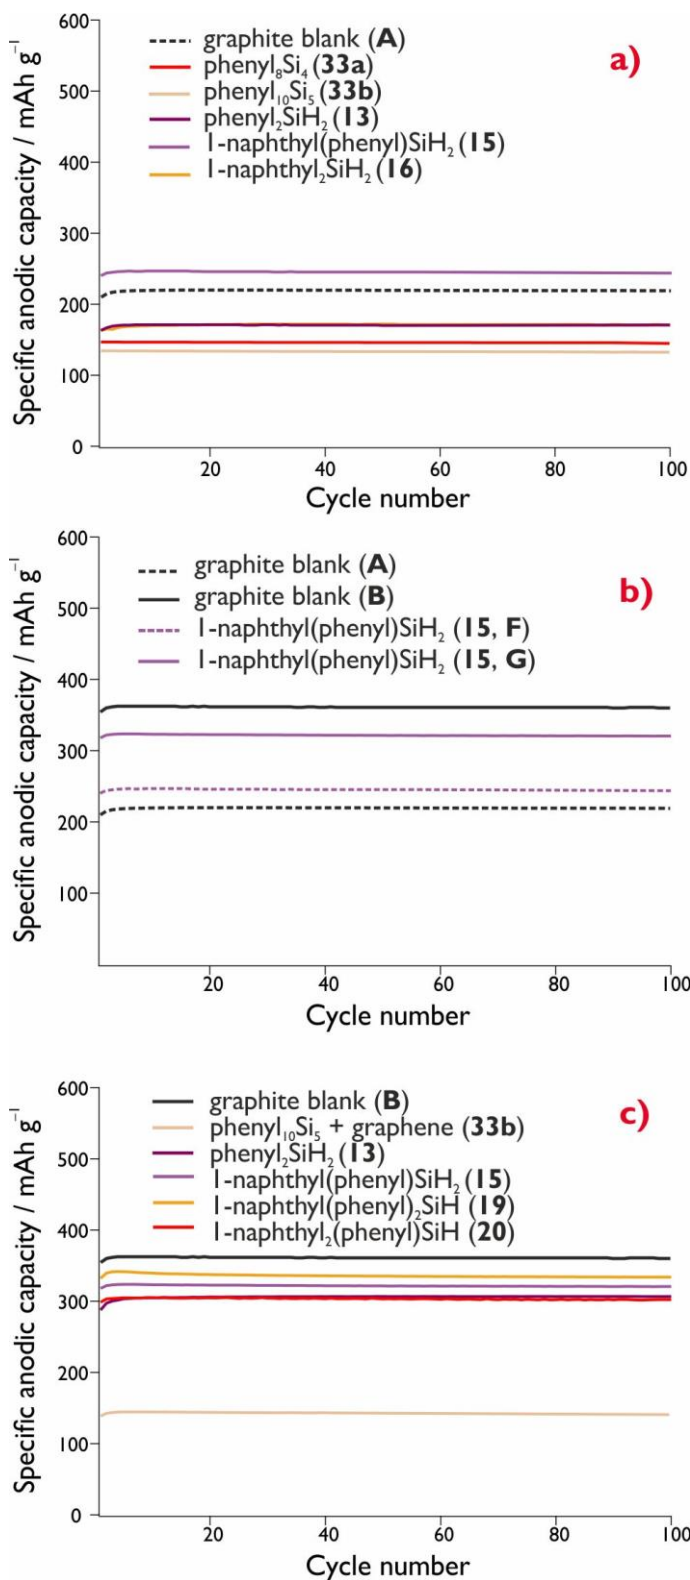 Specific anodic capacity / mAh g⁻¹
a)
graphite blank (A)
phenyl₈Si₄ (33a)
phenyl₁₀Si₅ (33b)
phenyl₂SiH₂ (13)
1-naphthyl(phenyl)SiH₂ (15)
1-naphthyl₂SiH₂ (16)
600
500
400
300
200
100
0
20 40 60 80 100
Cycle number
Specific anodic capacity / mAh g⁻¹
b)
graphite blank (A)
graphite blank (B)
1-naphthyl(phenyl)SiH₂ (15, F)
1-naphthyl(phenyl)SiH₂ (15, G)
600
500
400
300
200
100
20 40 60 80 100
Cycle number
Specific anodic capacity / mAh g⁻¹
c)
graphite blank (B)
phenyl₁₀Si₅ + graphene (33b)
phenyl₂SiH₂ (13)
1-naphthyl(phenyl)SiH₂ (15)
1-naphthyl(phenyl)₂SiH (19)
1-naphthyl₂(phenyl)SiH (20)
600
500
400
300
200
100
0
20 40 60 80 100
Cycle number